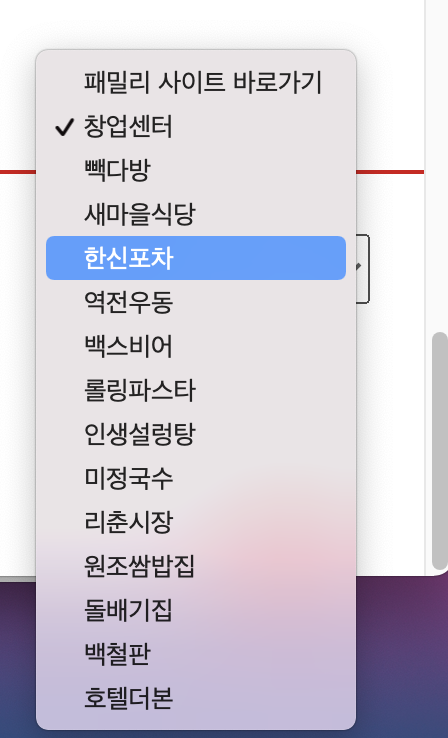 패밀리 사이트 바로가기
창업센터
빽다방
새마을식당
한신포차
역전우동
백스비어
롤링파스타
인생설렁탕
미정국수
리춘시장
원조쌈밥집
돌배기집
백철판
호텔더본